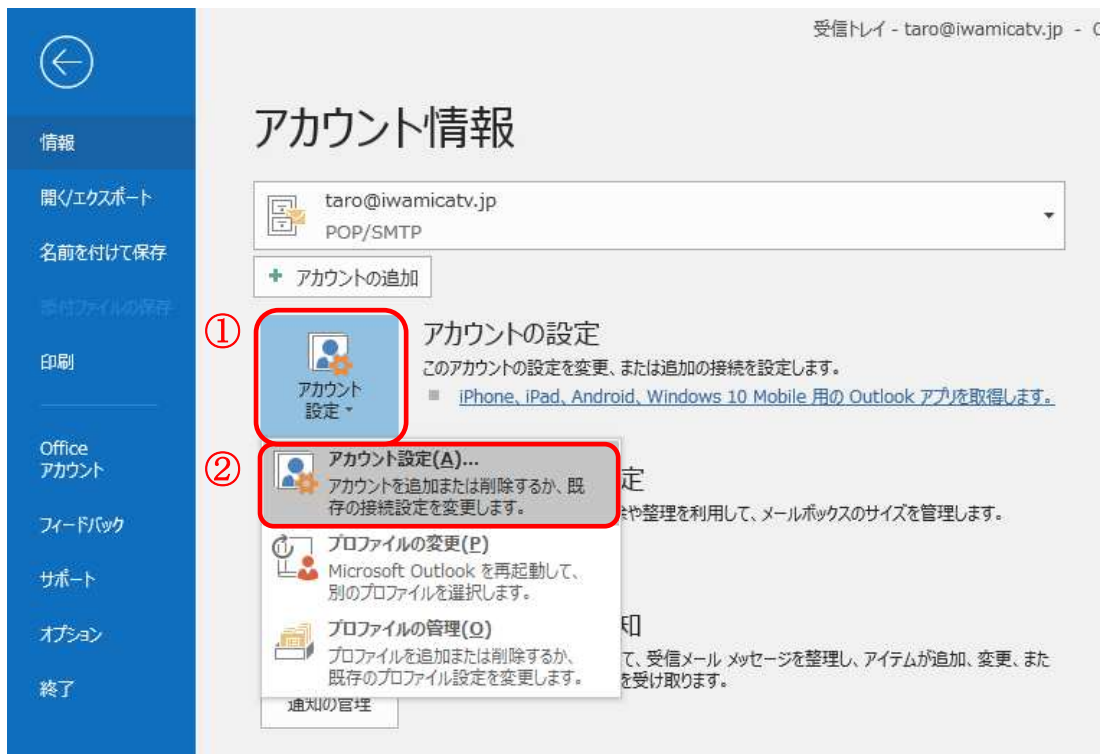 受信トレイ - taro@iwamicatv.jp -
アカウント情報
情報
開く/エクスポート
名前を付けて保存
添付ファイルの保存
印刷
Office
アカウント
フィードバック
サポート
オプション
終了
taro@iwamicatv.jp
POP/SMTP
アカウントの追加
①
アカウント
設定
アカウントの設定
このアカウントの設定を変更、または追加の接続を設定します。
iPhone、iPad、Android、Windows 10 Mobile 用の Outlook アプリを取得します。
②
アカウント設定(A)...
アカウントを追加または削除するか、既
存の接続設定を変更します。
プロファイルの変更(P)
Microsoft Outlook を再起動して、
別のプロファイルを選択します。
プロファイルの管理(O)
プロファイルを追加または削除するか、
既存のプロファイル設定を変更します。
定
や整理を利用して、メールボックスのサイズを管理します。
知
て、受信メール メッセージを整理し、アイテムが追加、変更、また
を受け取ります。
通知の管理